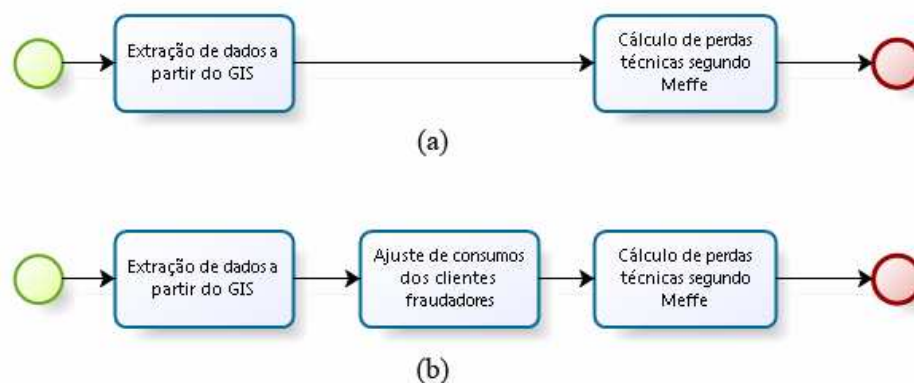 Extração de dados a
partir do GIS
Cálculo de perdas
técnicas segundo
Meffe
(a)
Extração de dados a
partir do GIS
Ajuste de consumos
dos clientes
fraudadores
Cálculo de perdas
técnicas segundo
Meffe
(b)